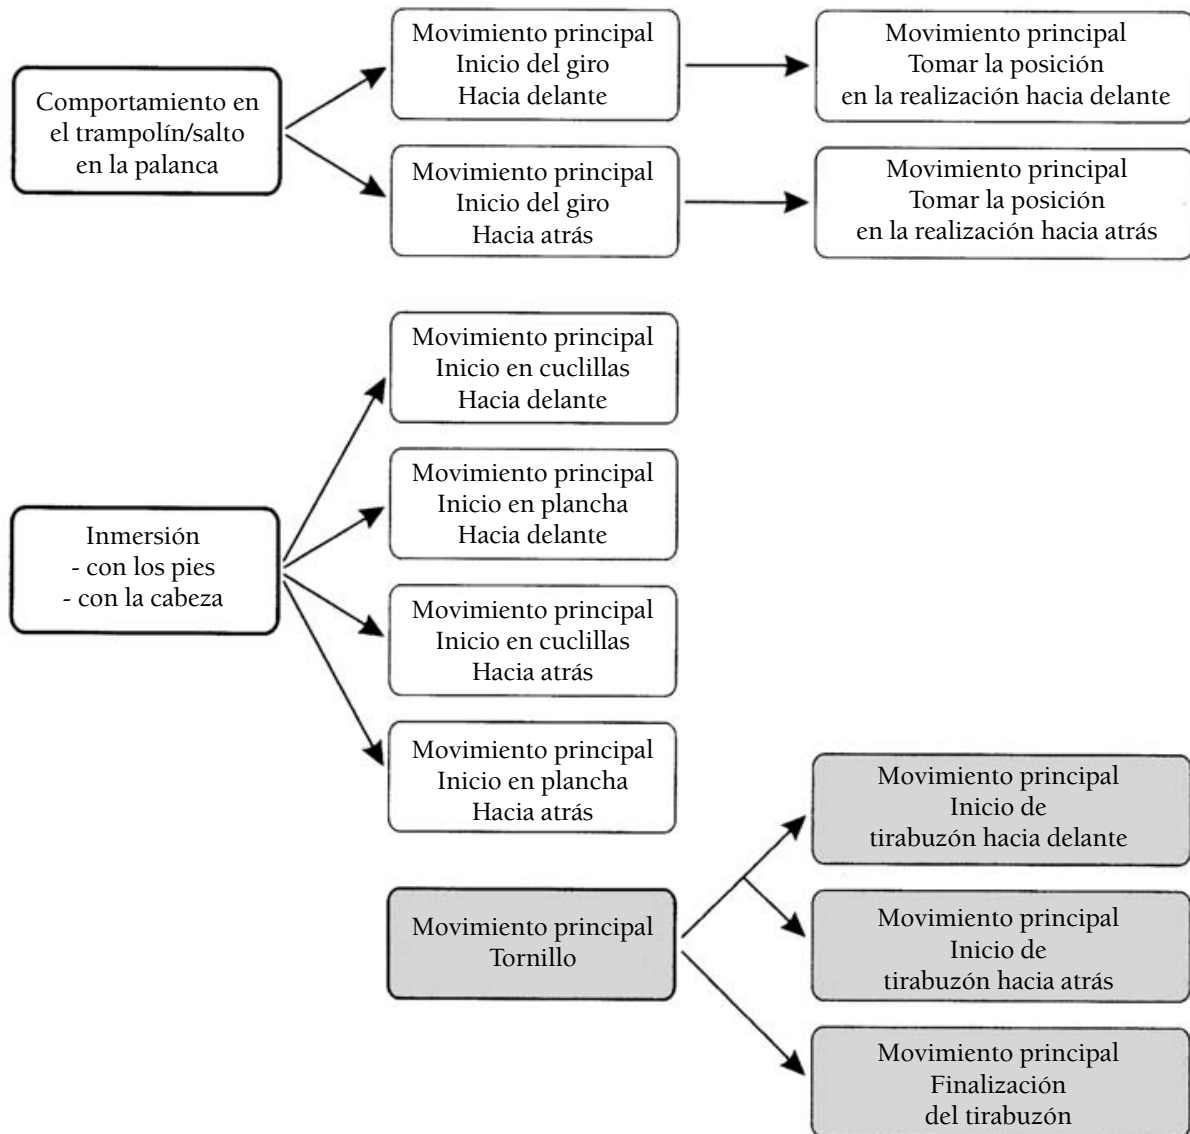 Comportamiento en
el trampolín/salto
en la palanca
Movimiento principal
Inicio del giro
Hacia delante
Movimiento principal
Tomar la posición
en la realización hacia delante
Movimiento principal
Inicio del giro
Hacia atrás
Movimiento principal
Tomar la posición
en la realización hacia atrás
Inmersión
- con los pies
- con la cabeza
Movimiento principal
Inicio en cuclillas
Hacia delante
Movimiento principal
Inicio en plancha
Hacia delante
Movimiento principal
Inicio en cuclillas
Hacia atrás
Movimiento principal
Inicio en plancha
Hacia atrás
Movimiento principal
Tornillo
Movimiento principal
Inicio de
tirabuzón hacia delante
Movimiento principal
Inicio de
tirabuzón hacia atrás
Movimiento principal
Finalización
del tirabuzón